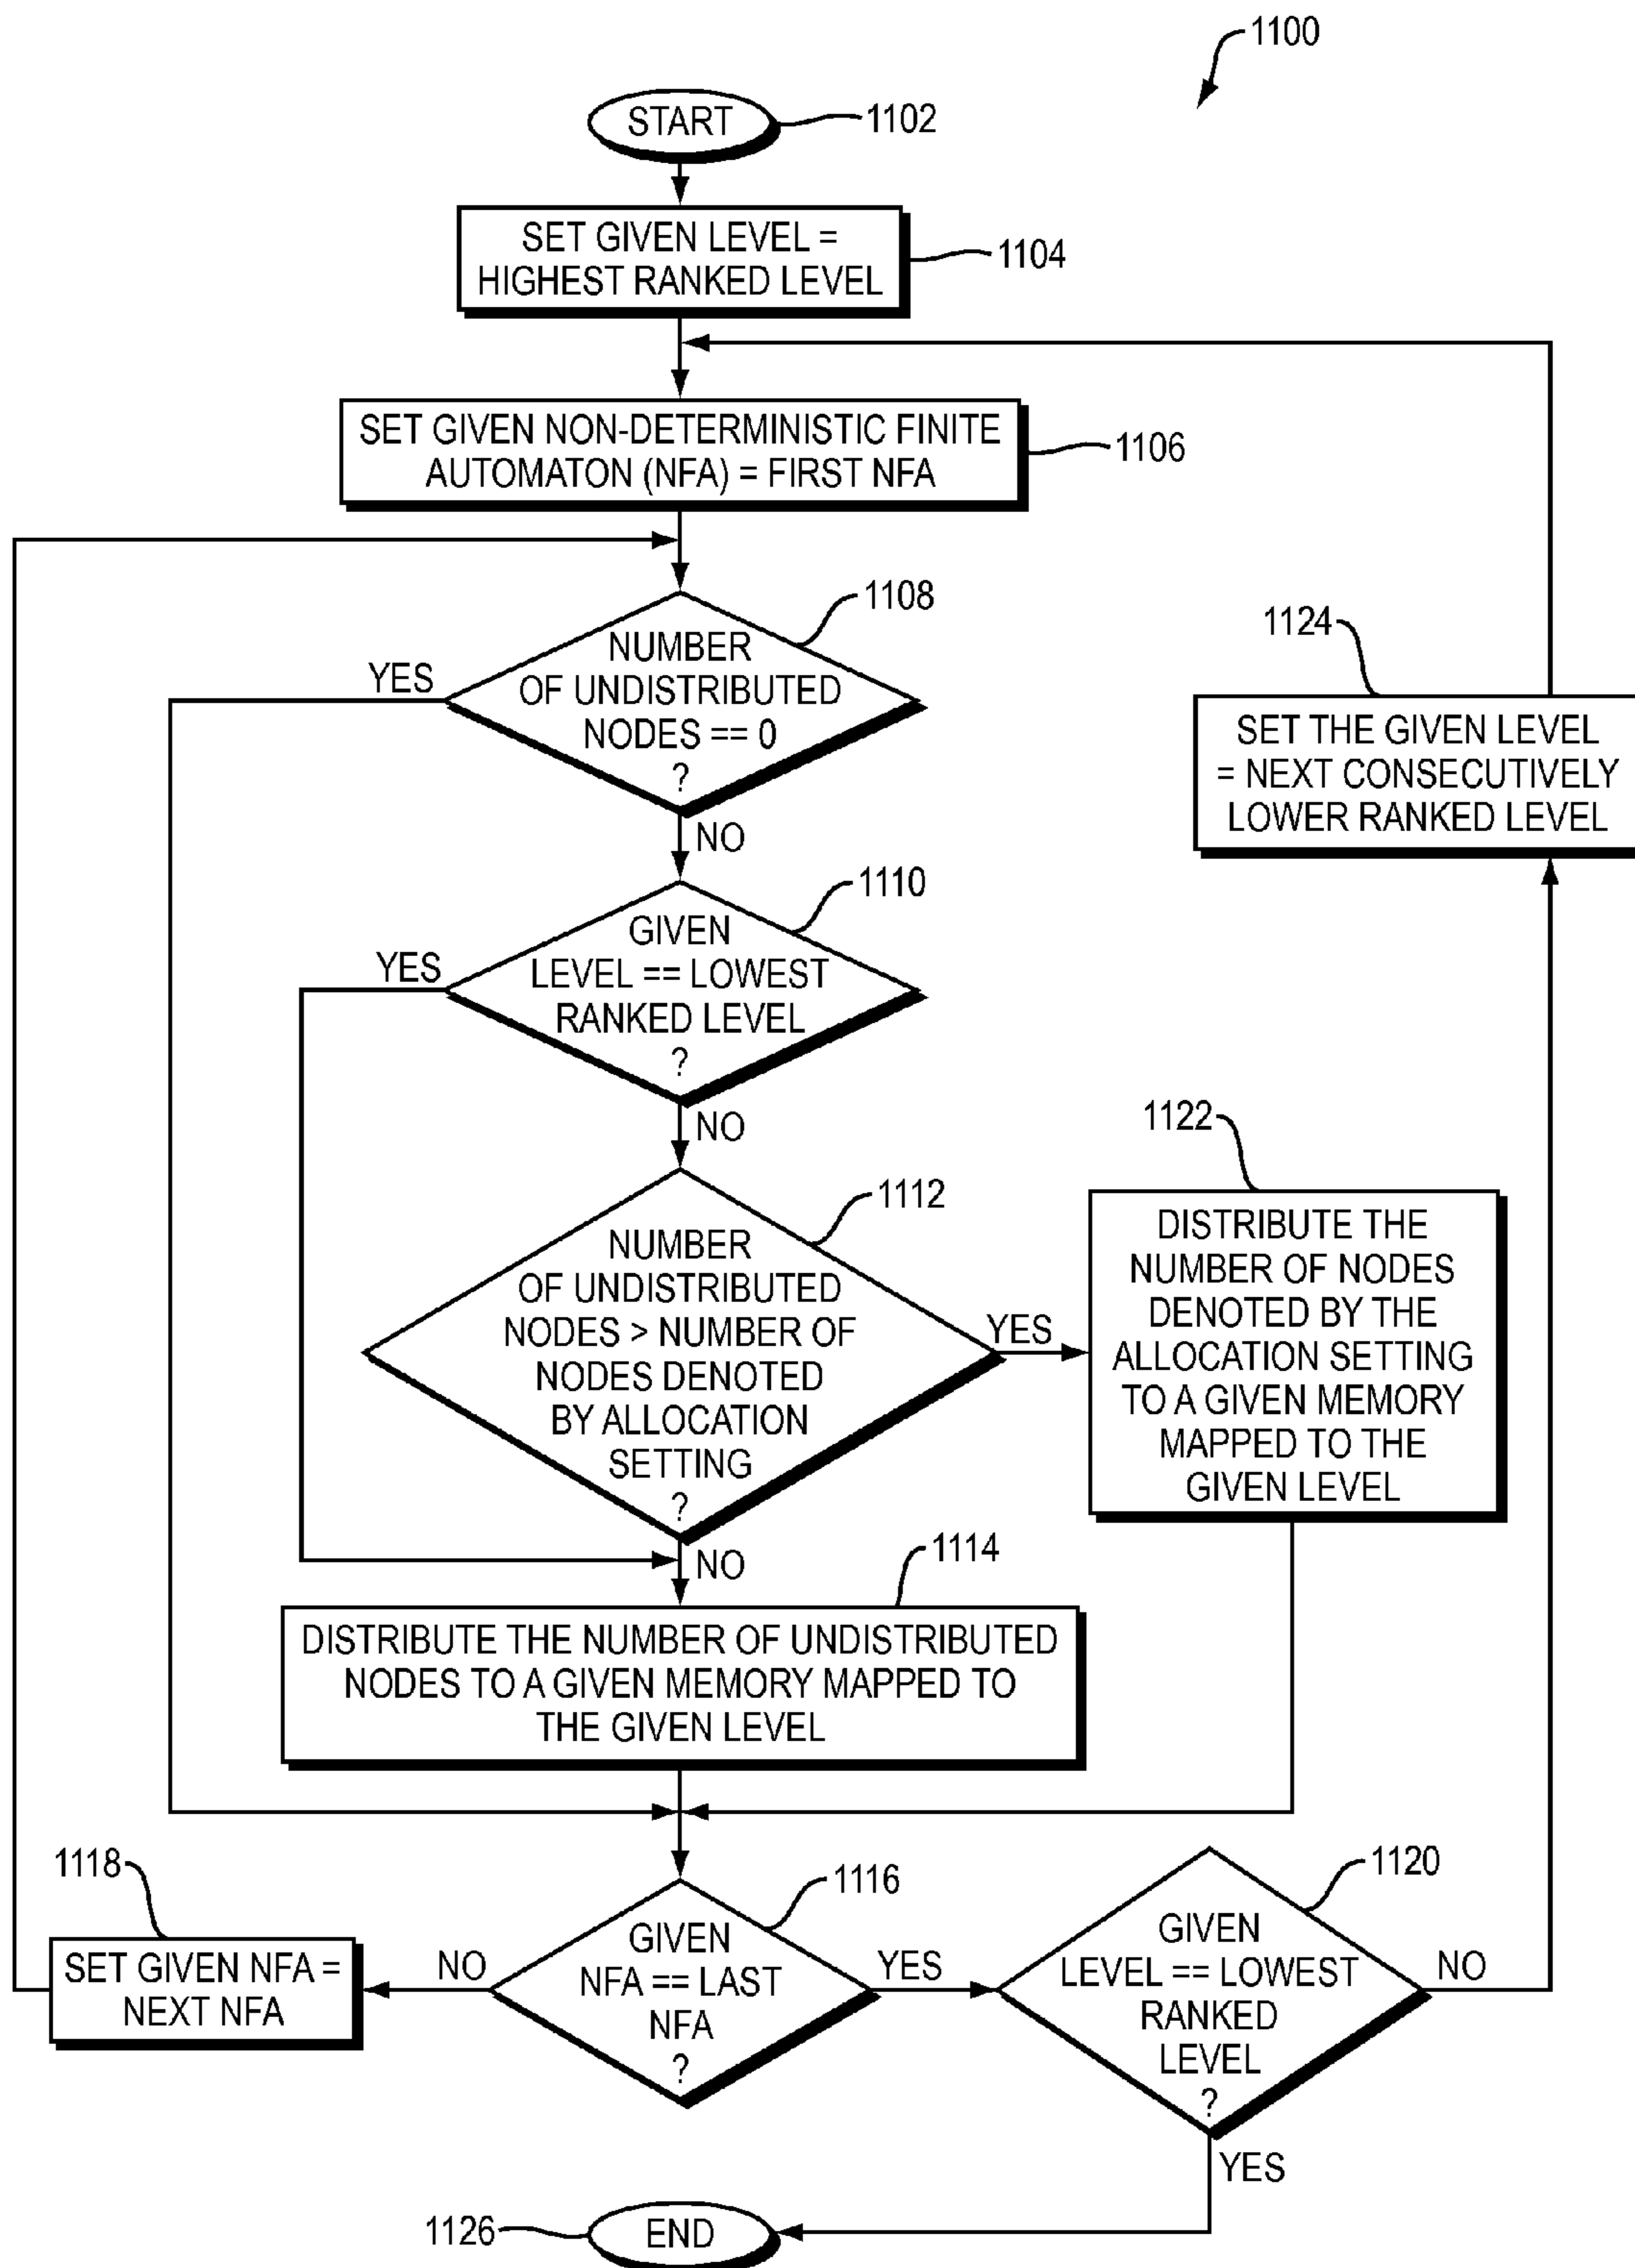 1100
START
1102
SET GIVEN LEVEL =
HIGHEST RANKED LEVEL
1104
SET GIVEN NON-DETERMINISTIC FINITE
AUTOMATON (NFA) = FIRST NFA
1106
1108
NUMBER
OF UNDISTRIBUTED
NODES == 0
?
YES
NO
1124
SET THE GIVEN LEVEL
= NEXT CONSECUTIVELY
LOWER RANKED LEVEL
1110
GIVEN
LEVEL == LOWEST
RANKED LEVEL
?
YES
NO
1112
NUMBER
OF UNDISTRIBUTED
NODES > NUMBER OF
NODES DENOTED
BY ALLOCATION
SETTING
?
YES
NO
1122
DISTRIBUTE THE
NUMBER OF NODES
DENOTED BY THE
ALLOCATION SETTING
TO A GIVEN MEMORY
MAPPED TO THE
GIVEN LEVEL
1114
DISTRIBUTE THE NUMBER OF UNDISTRIBUTED
NODES TO A GIVEN MEMORY MAPPED TO
THE GIVEN LEVEL
1118
SET GIVEN NFA =
NEXT NFA
NO
1116
GIVEN
NFA == LAST
NFA
?
YES
1120
GIVEN
LEVEL == LOWEST
RANKED
LEVEL
?
NO
YES
1126
END